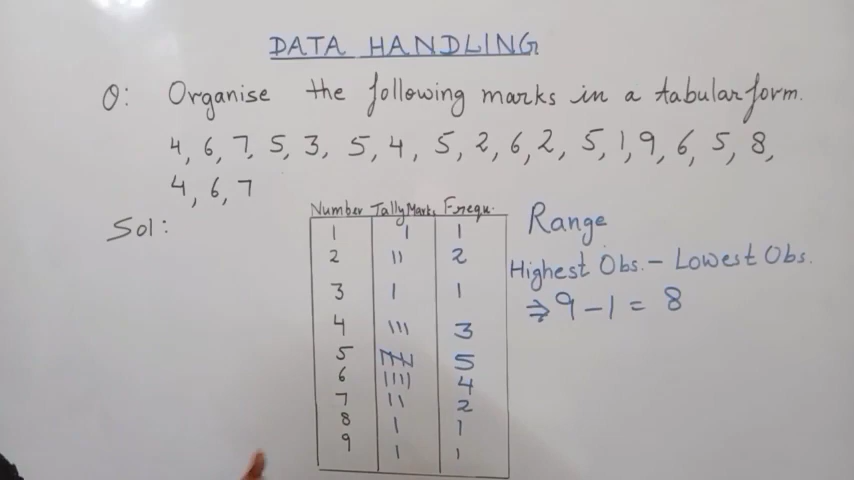 DATA HANDLING
Q: Organise the following marks in a tabular form.
4, 6, 7, 5, 3, 5, 4, 5, 2, 6, 2, 5, 1, 9, 6, 5, 8,
4, 6, 7
Sol:
Number Tally Marks Frequ.
1 | 1
2 || 2
3 | 1
4 ||| 3
5 𝍸 5
6 |||| 4
7 || 2
8 | 1
9 | 1
Range
Highest Obs. - Lowest Obs.
⇒ 9 - 1 = 8